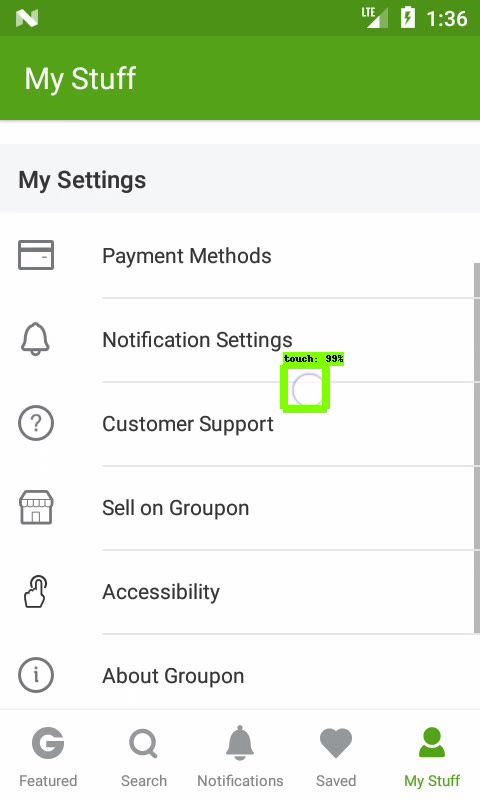 LTE 1:36
My Stuff
My Settings
Payment Methods
Notification Settings
touch: 99%
Customer Support
Sell on Groupon
Accessibility
About Groupon
Featured Search Notifications Saved My Stuff